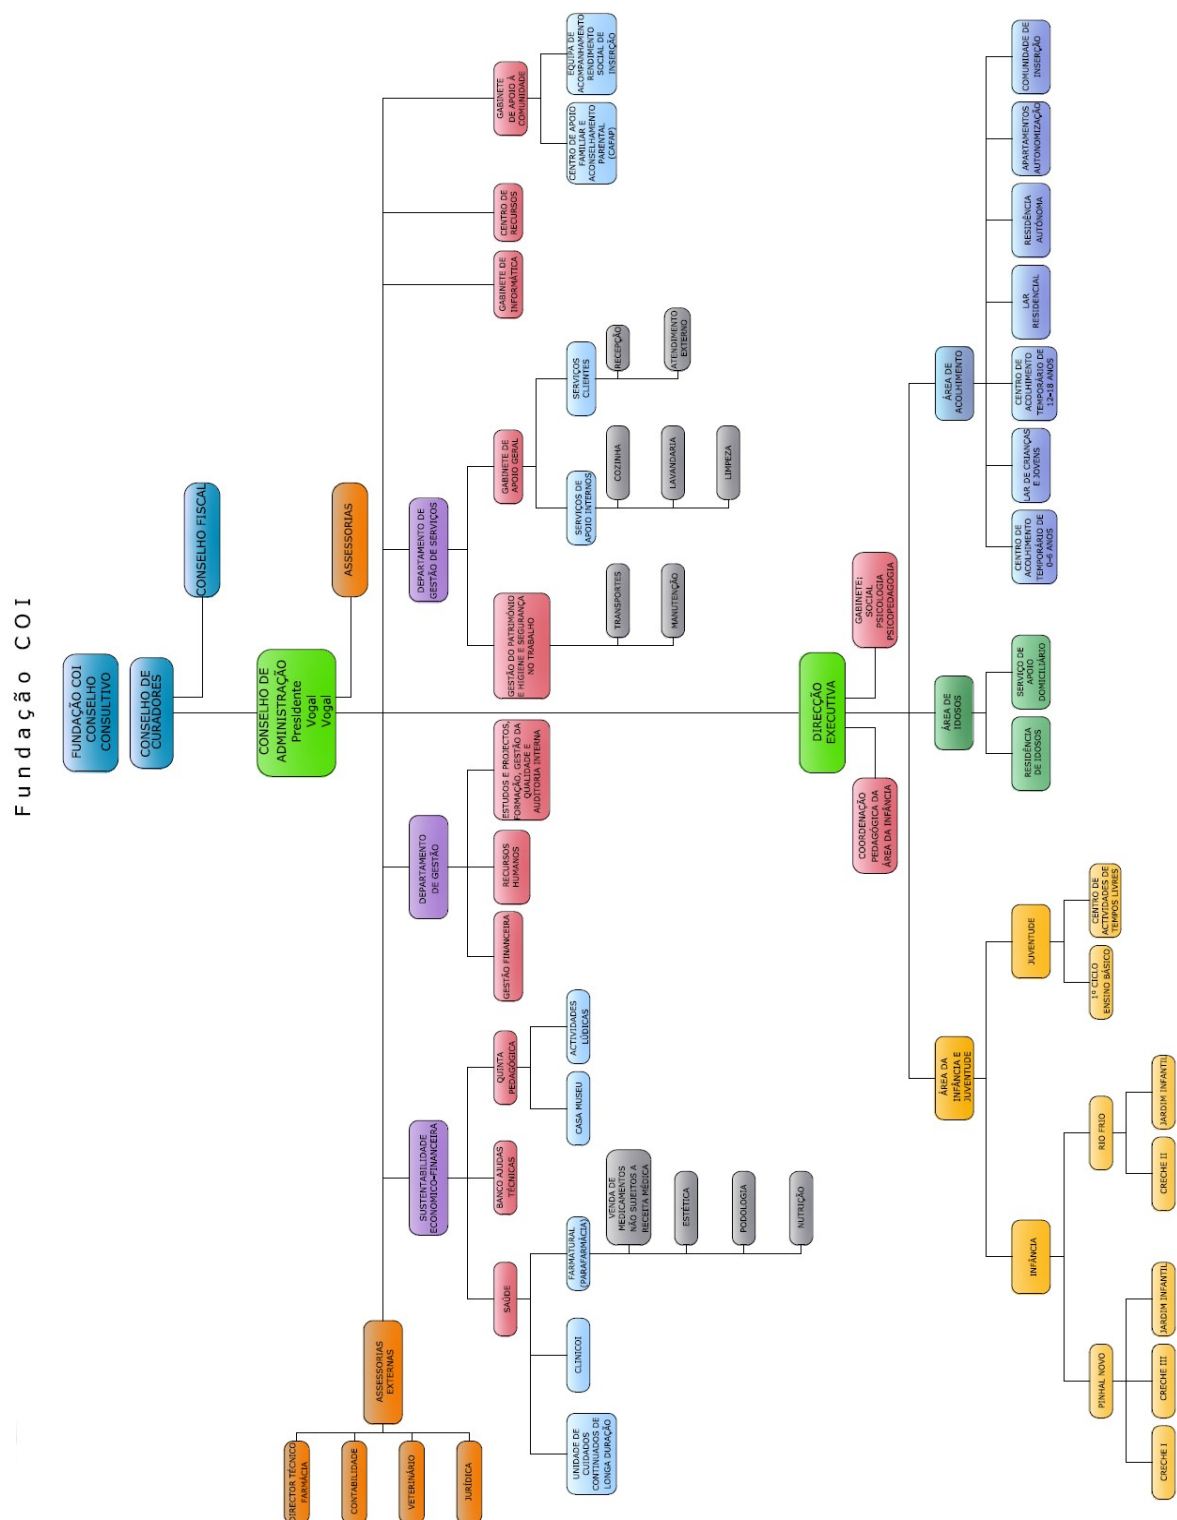 Fundação COI
FUNDAÇÃO COI
CONSELHO
CONSULTIVO
CONSELHO DE
CURADORES
CONSELHO FISCAL
CONSELHO DE
ADMINISTRAÇÃO
Presidente
Vogal
Vogal
ASSESSORIAS
ASSESSORIAS
EXTERNAS
DIRECTOR TÉCNICO
FARMÁCIA
CONTABILIDADE
VETERINÁRIO
JURÍDICA
SUSTENTABILIDADE
ECONOMICO-FINANCEIRA
DEPARTAMENTO
DE GESTÃO
DEPARTAMENTO DE
GESTÃO DE SERVIÇOS
SAÚDE
BANCO AJUDAS
TÉCNICAS
QUINTA
PEDAGÓGICA
GESTÃO FINANCEIRA
RECURSOS
HUMANOS
ESTUDOS E PROJECTOS,
FORMAÇÃO, GESTÃO DA
QUALIDADE E
AUDITORIA INTERNA
GESTÃO DO PATRIMÓNIO
E HIGIENE E SEGURANÇA
NO TRABALHO
GABINETE DE
APOIO GERAL
GABINETE DE
INFORMÁTICA
CENTRO DE
RECURSOS
GABINETE
DE APOIO À
COMUNIDADE
UNIDADE DE
CUIDADOS
CONTINUADOS DE
LONGA DURAÇÃO
CLINICOI
FARMATURAL
(PARAFARMÁCIA)
CASA MUSEU
ACTIVIDADES
LÚDICAS
SERVIÇOS DE
APOIO INTERNOS
SERVIÇOS
CLIENTES
CENTRO DE APOIO
FAMILIAR E
ACONSELHAMENTO
PARENTAL
(CAFAP)
EQUIPA DE
ACOMPANHAMENTO
RENDIMENTO
SOCIAL DE
INSERÇÃO
VENDA DE
MEDICAMENTOS
NÃO SUJEITOS A
RECEITA MÉDICA
ESTÉTICA
PODOLOGIA
NUTRIÇÃO
TRANSPORTES
MANUTENÇÃO
COZINHA
LAVANDARIA
LIMPEZA
RECEPÇÃO
ATENDIMENTO
EXTERNO
DIRECÇÃO
EXECUTIVA
COORDENAÇÃO
PEDAGÓGICA DA
ÁREA DA INFÂNCIA
GABINETE:
SOCIAL
PSICOLOGIA
PSICOPEDAGOGIA
ÁREA DA
INFÂNCIA E
JUVENTUDE
ÁREA DE
IDOSOS
ÁREA DE
ACOLHIMENTO
INFÂNCIA
JUVENTUDE
RESIDÊNCIA
DE IDOSOS
SERVIÇO DE
APOIO
DOMICILIÁRIO
CENTRO DE
ACOLHIMENTO
TEMPORÁRIO DE
0-6 ANOS
LAR DE CRIANÇAS
E JOVENS
CENTRO DE
ACOLHIMENTO
TEMPORÁRIO DE
12-18 ANOS
LAR
RESIDENCIAL
RESIDÊNCIA
AUTÓNOMA
APARTAMENTOS
AUTONOMIZAÇÃO
COMUNIDADE DE
INSERÇÃO
PINHAL NOVO
RIO FRIO
1º CICLO
ENSINO BÁSICO
CENTRO DE
ACTIVIDADES DE
TEMPOS LIVRES
CRECHE I
CRECHE III
JARDIM INFANTIL
CRECHE II
JARDIM INFANTIL